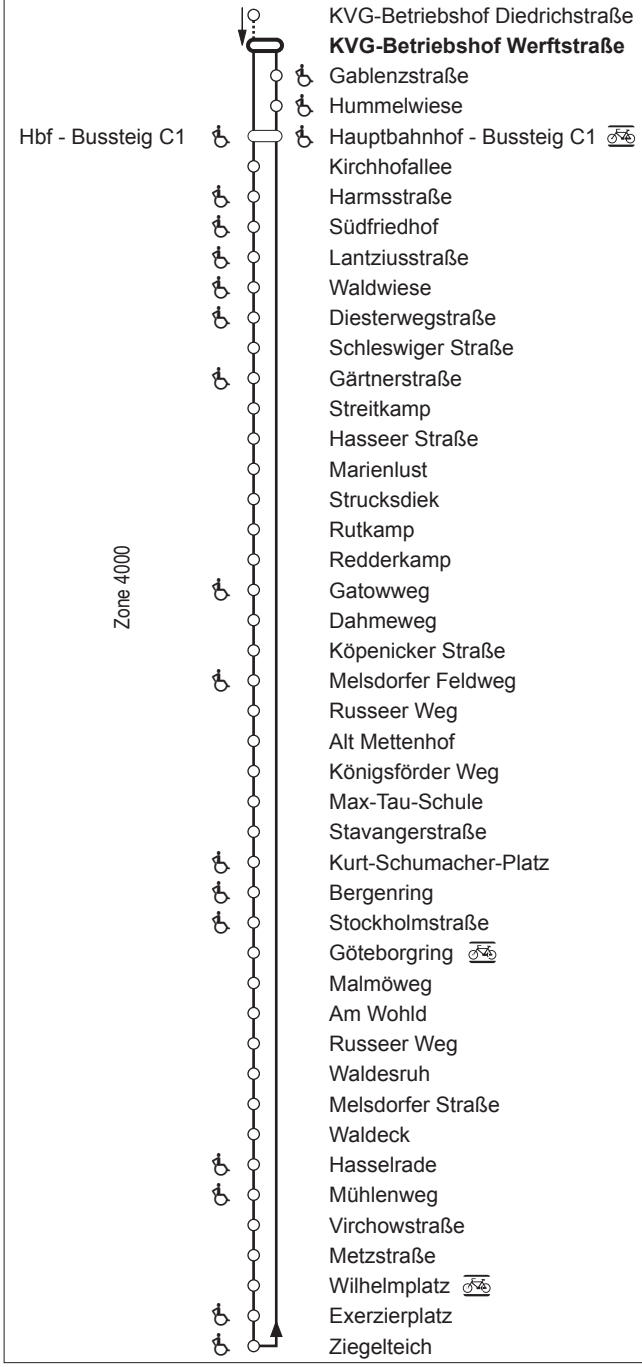 KVG-Betriebshof Diedrichstraße
KVG-Betriebshof Werftstraße
Gablenzstraße
Hummelwiese
Hbf - Bussteig C1 Hauptbahnhof - Bussteig C1
Kirchhofallee
Harmsstraße
Südfriedhof
Lantziusstraße
Waldwiese
Diesterwegstraße
Schleswiger Straße
Gärtnerstraße
Streitkamp
Hasseer Straße
Marienlust
Strucksdiek
Rutkamp
Redderkamp
Zone 4000
Gatowweg
Dahmeweg
Köpenicker Straße
Melsdorfer Feldweg
Russeer Weg
Alt Mettenhof
Königsförder Weg
Max-Tau-Schule
Stavangerstraße
Kurt-Schumacher-Platz
Bergenring
Stockholmstraße
Göteborgring
Malmöweg
Am Wohld
Russeer Weg
Waldesruh
Melsdorfer Straße
Waldeck
Hasselrade
Mühlenweg
Virchowstraße
Metzstraße
Wilhelmplatz
Exerzierplatz
Ziegelteich